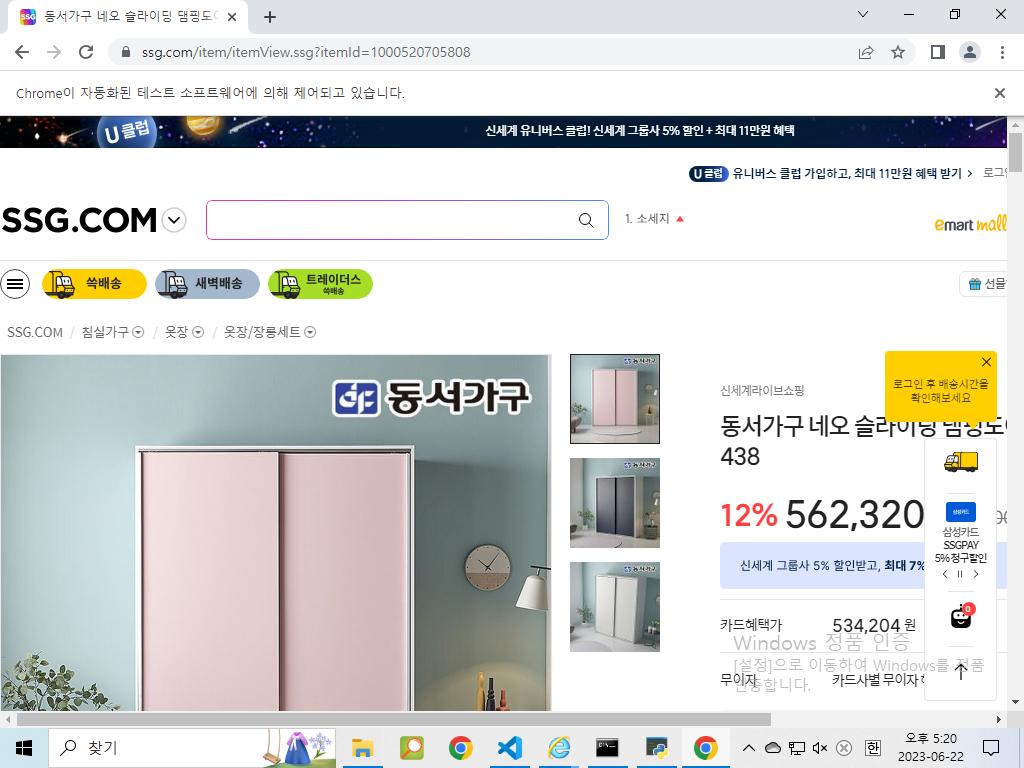 동서가구 네오 슬라이딩 댐핑도어
ssg.com/item/itemView.ssg?itemId=1000520705808
Chrome이 자동화된 테스트 소프트웨어에 의해 제어되고 있습니다.
U 클럽
신세계 유니버스 클럽! 신세계 그룹사 5% 할인 + 최대 11만원 혜택
U 클럽 유니버스 클럽 가입하고, 최대 11만원 혜택 받기 > 로그인
SSG.COM
1. 소세지
emart mall
쓱배송
새벽배송
트레이더스
쓱배송
선물
SSG.COM / 침실가구 / 옷장 / 옷장/장롱세트
동서가구
신세계라이브쇼핑
로그인 후 배송시간을
확인해보세요
동서가구 네오 슬라이딩 댐핑도어
438
12% 562,320
삼성카드
삼성카드
SSGPAY
5% 청구할인
신세계 그룹사 5% 할인받고, 최대 7%
0
카드혜택가 534,204 원
Windows 정품 인증
[설정]으로 이동하여 Windows를 정품
인증합니다.
무이자 카드사별 무이자
찾기
한
오후 5:20
2023-06-22